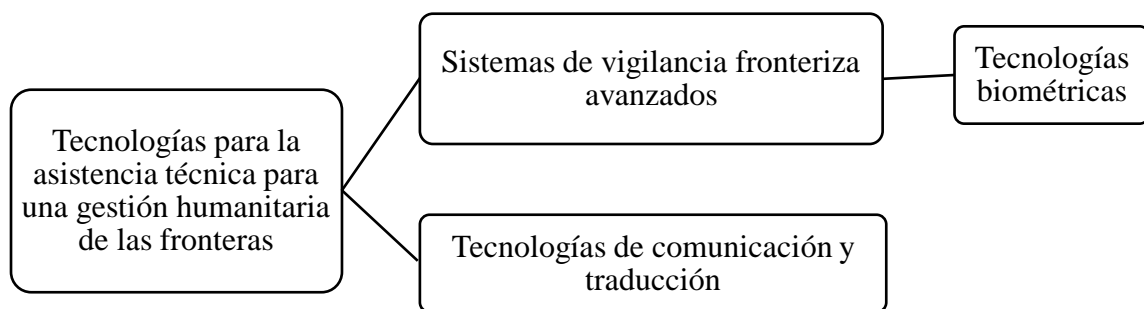 Tecnologías para la
asistencia técnica para
una gestión humanitaria
de las fronteras
Sistemas de vigilancia fronteriza
avanzados
Tecnologías
biométricas
Tecnologías de comunicación y
traducción